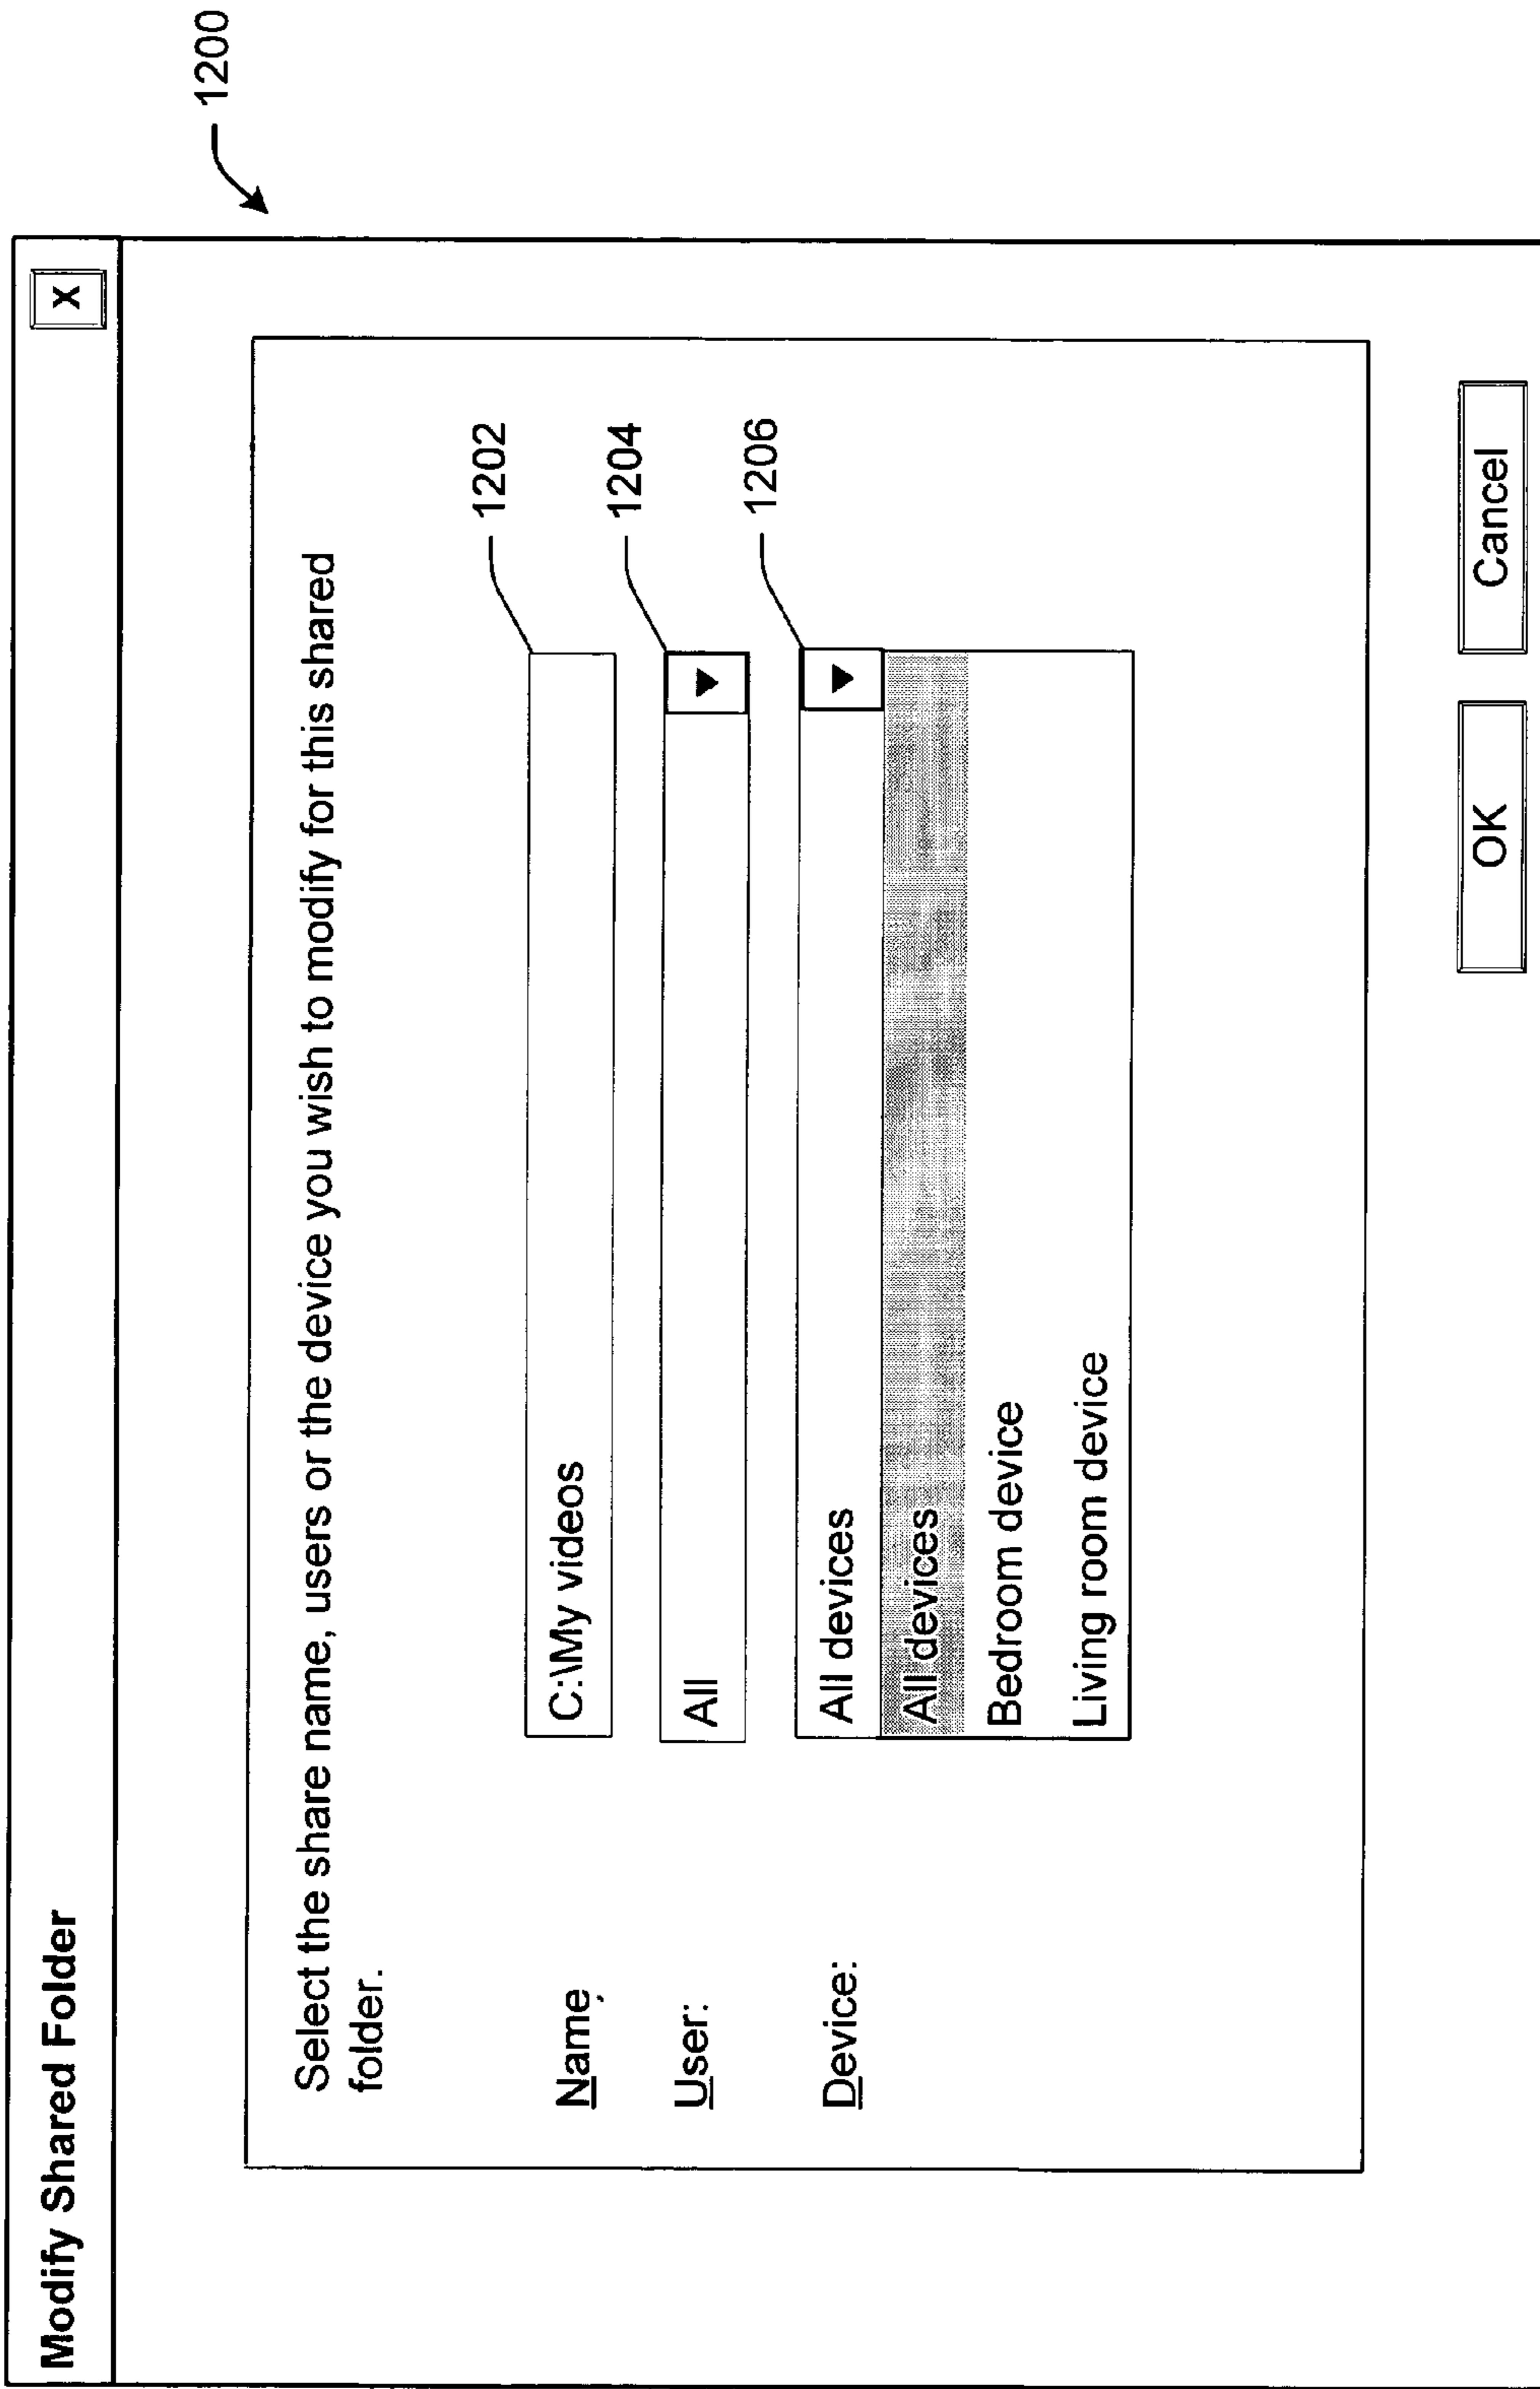 1200
Modify Shared Folder
X
Select the share name, users or the device you wish to modify for this shared
folder.
Name:
C:\My videos
1202
User:
All
1204
Device:
All devices
1206
All devices
Bedroom device
Living room device
OK
Cancel